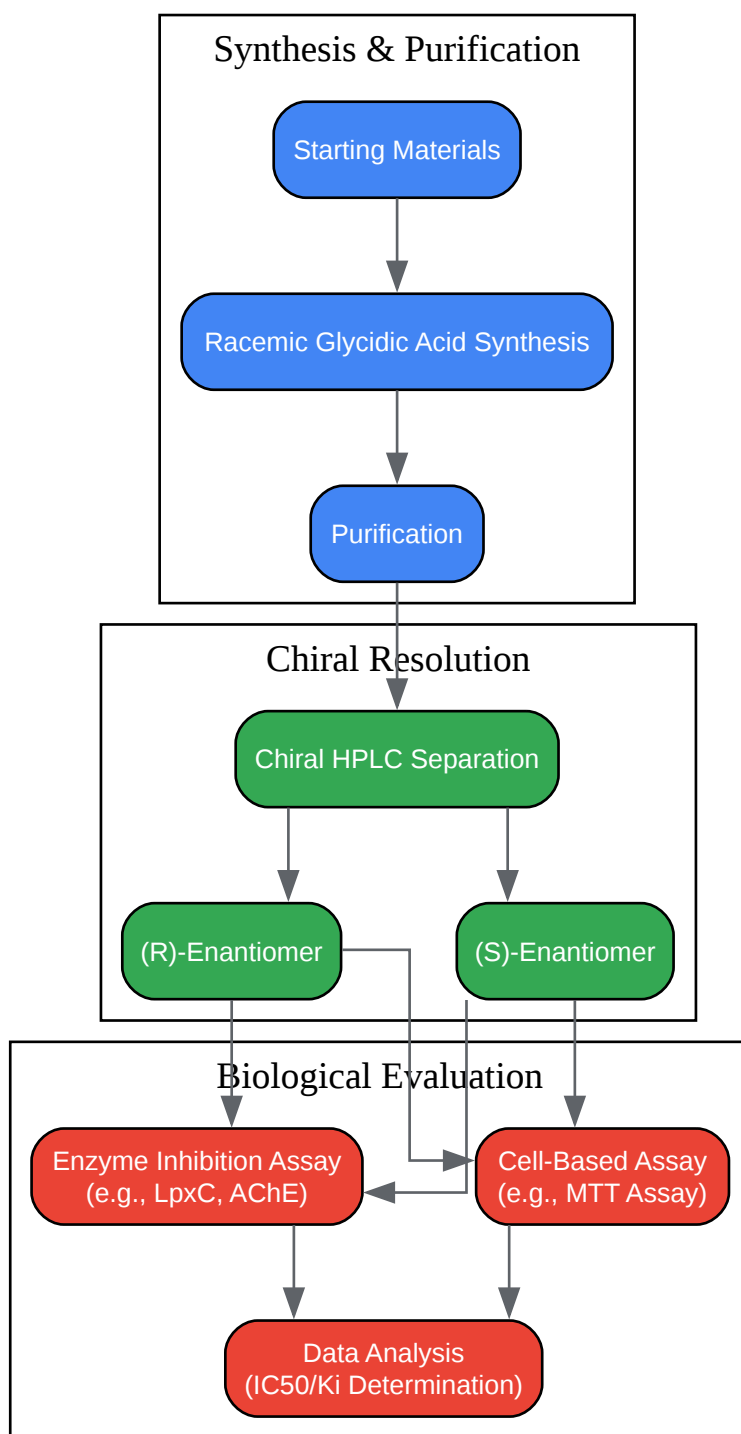 Synthesis & Purification
Starting Materials
Racemic Glycidic Acid Synthesis
Purification
Chiral Resolution
Chiral HPLC Separation
(R)-Enantiomer
(S)-Enantiomer
Biological Evaluation
Enzyme Inhibition Assay
(e.g., LpxC, AChE)
Cell-Based Assay
(e.g., MTT Assay)
Data Analysis
(IC50/Ki Determination)